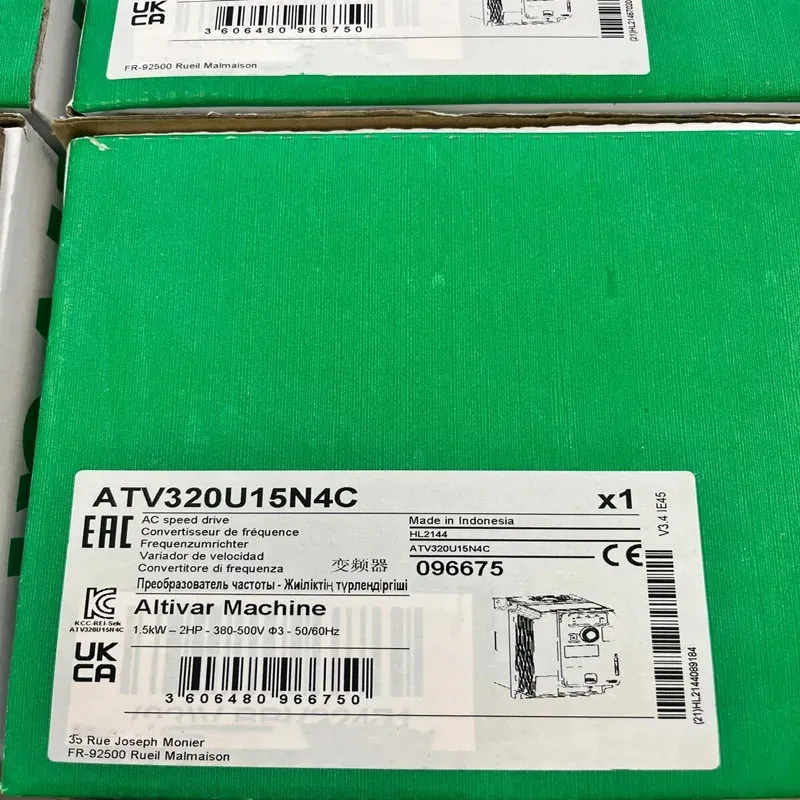 UK
CA
3 606480 966750
FR-92500 Rueil Malmaison
ATV320U15N4C
x1
V3.4 IE45
EAC
AC speed drive
Convertisseur de fréquence
Frequenzumrichter
Variador de velocidad
Convertitore di frequenza 变频器
Преобразователь частоты - Жиіліктің түрлендіргіші
Made in Indonesia
HL2144
ATV320U15N4C
096675
CE
KCC-REI-Sek
ATV320U15N4C
Altivar Machine
1.5kW – 2HP - 380-500V Φ3 - 50/60Hz
UK
CA
3 606480 966750
(21)HL2144089184
35 Rue Joseph Monier
FR-92500 Rueil Malmaison